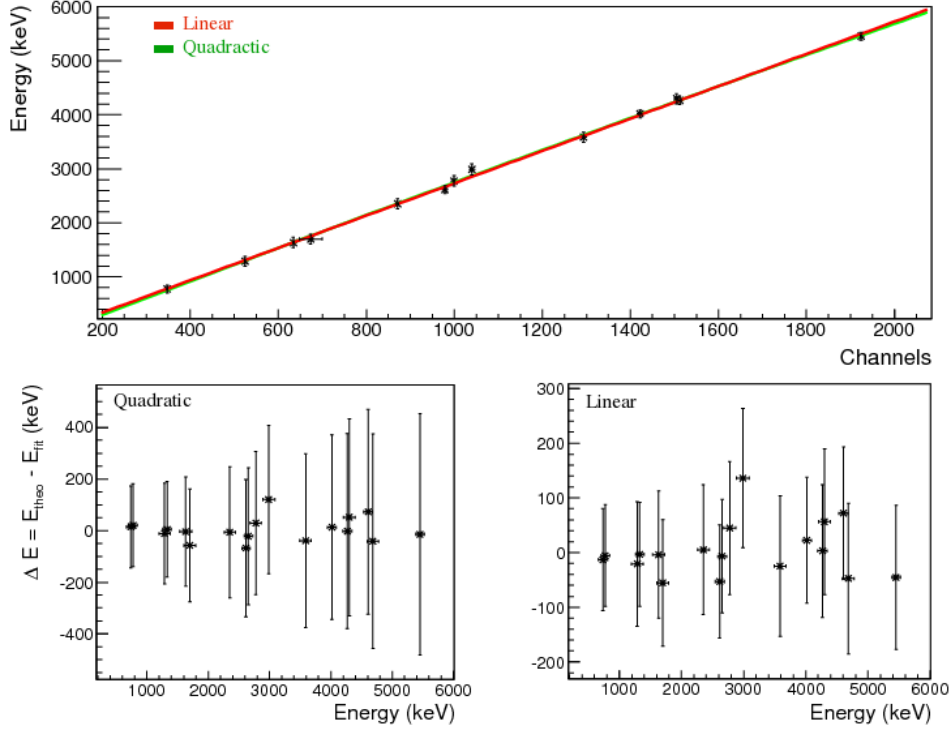 6000
5000
4000
3000
2000
1000
Energy (keV)
Linear
Quadractic
200 400 600 800 1000 1200 1400 1600 1800 2000
Channels
Quadratic
400
200
0
-200
-400
Δ E = E_theo - E_fit (keV)
1000 2000 3000 4000 5000 6000
Energy (keV)
Linear
300
200
100
0
-100
-200
1000 2000 3000 4000 5000 6000
Energy (keV)